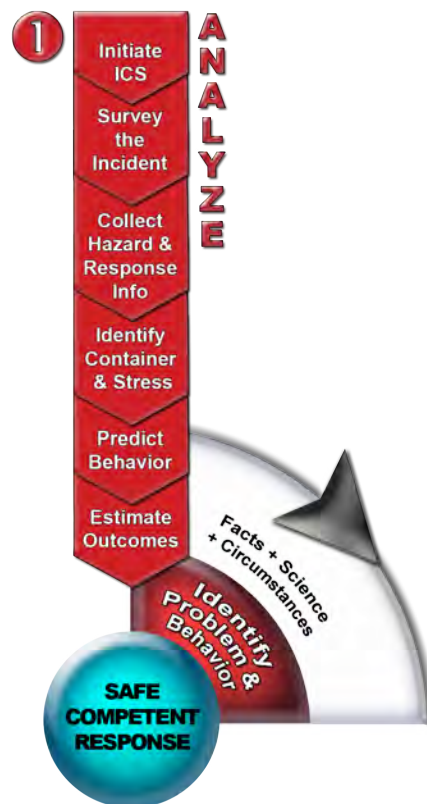 1
ANALYZE
Initiate
ICS
Survey
the
Incident
Collect
Hazard &
Response
Info
Identify
Container
& Stress
Predict
Behavior
Estimate
Outcomes
Facts + Science
+ Circumstances
Identify
Problem &
Behavior
SAFE
COMPETENT
RESPONSE